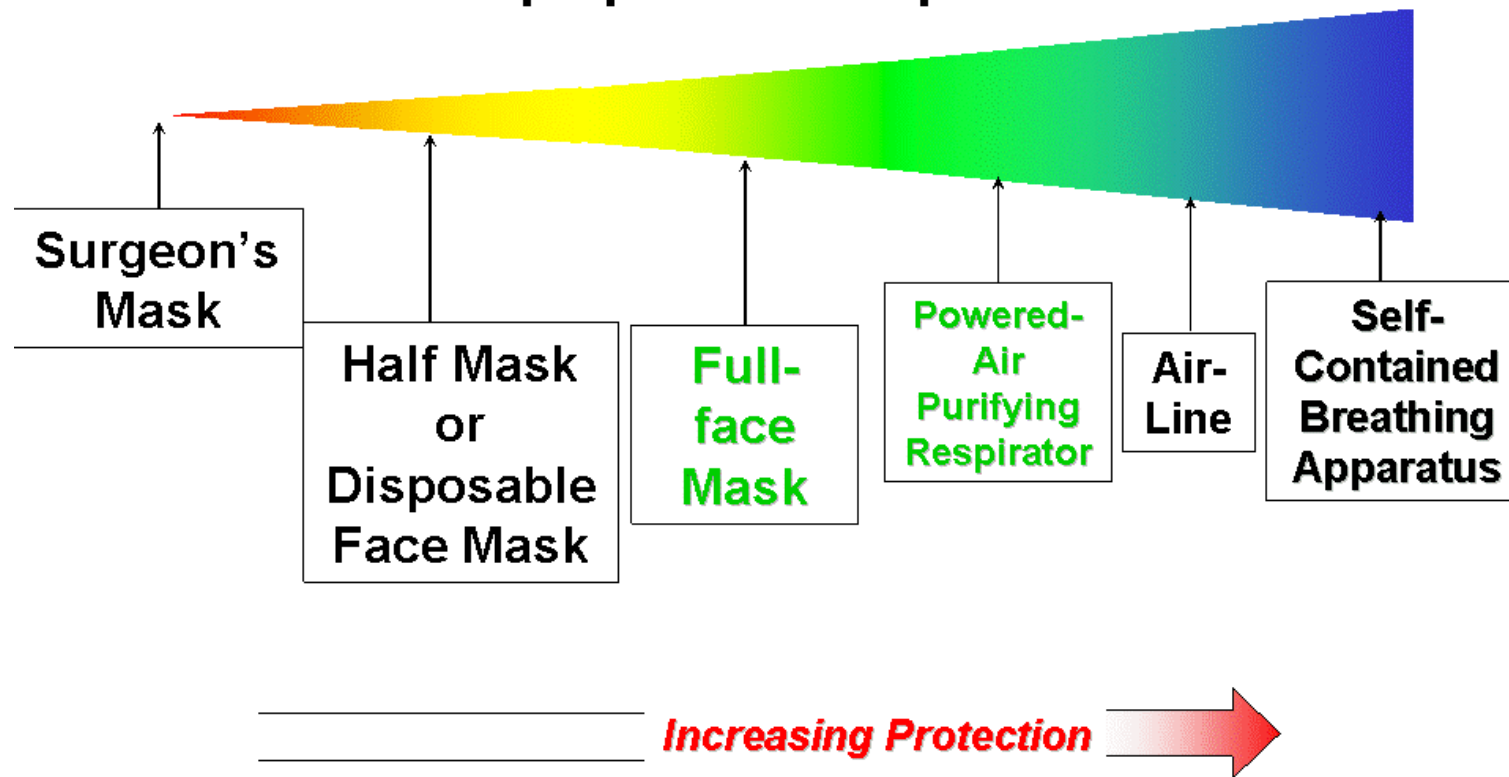 Surgeon’s
Mask
Half Mask
or
Disposable
Face Mask
Full-
face
Mask
Powered-
Air
Purifying
Respirator
Air-
Line
Self-
Contained
Breathing
Apparatus
Increasing Protection